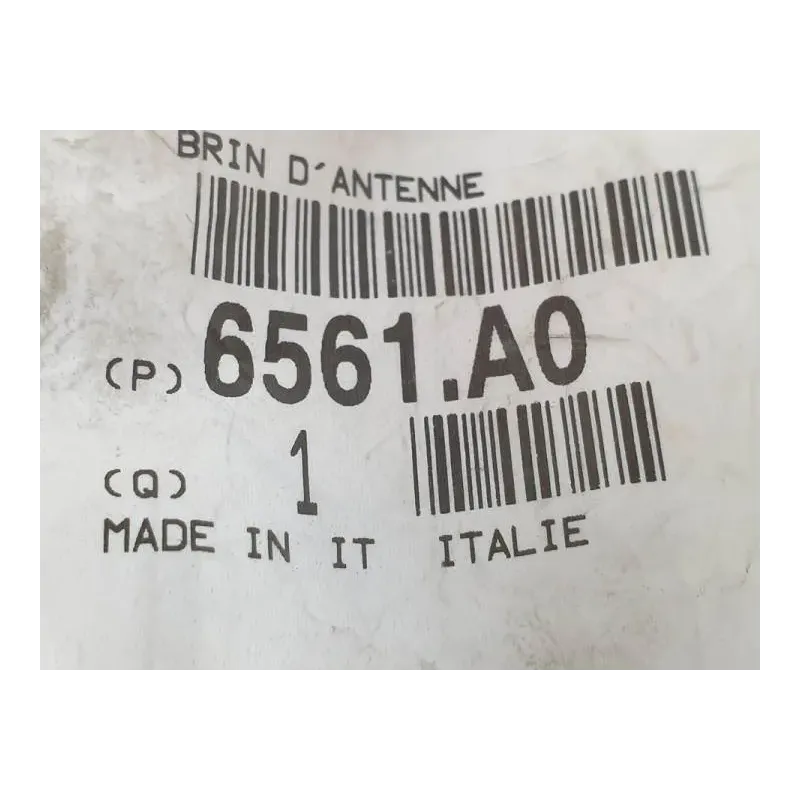 BRIN D'ANTENNE
(P) 6561.A0
(Q) 1
MADE IN IT ITALIE